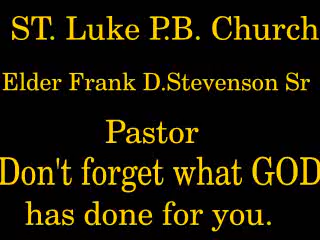 ST. Luke P.B. Church
Elder Frank D.Stevenson Sr
Pastor
Don't forget what GOD
has done for you.